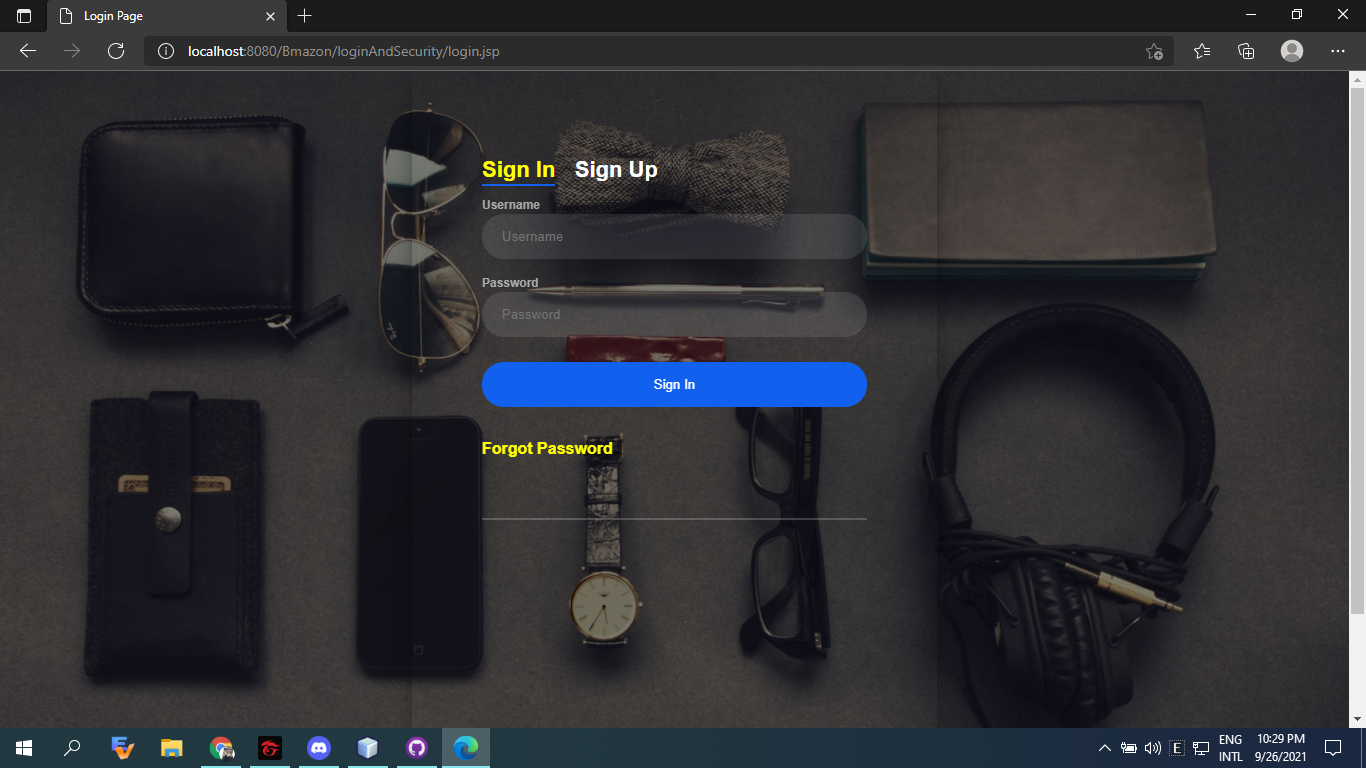 Login Page
localhost:8080/Bmazon/loginAndSecurity/login.jsp
Sign In Sign Up
Username
Username
Password
Password
Sign In
Forgot Password
E
ENG
INTL
10:29 PM
9/26/2021